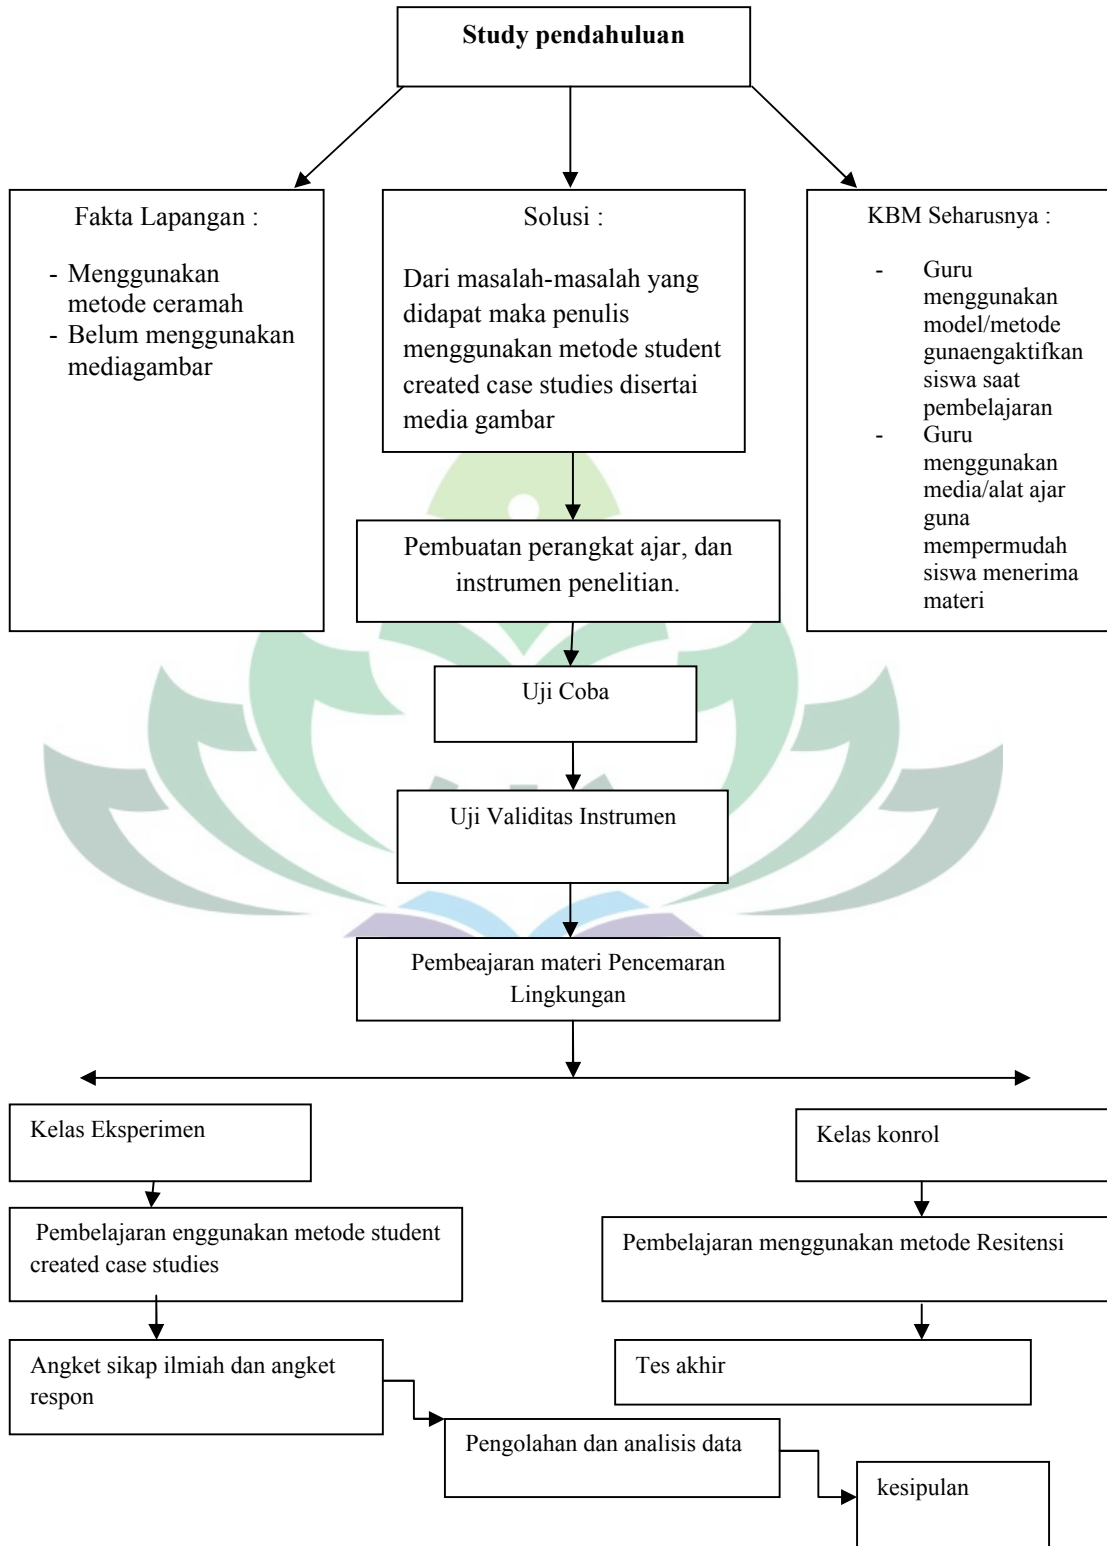 Study pendahuluan
Fakta Lapangan :
- Menggunakan
metode ceramah
- Belum menggunakan
mediagambar
Solusi :
Dari masalah-masalah yang
didapat maka penulis
menggunakan metode student
created case studies disertai
media gambar
KBM Seharusnya :
- Guru
menggunakan
model/metode
gunaengaktifkan
siswa saat
pembelajaran
- Guru
menggunakan
media/alat ajar
guna
mempermudah
siswa menerima
materi
Pembuatan perangkat ajar, dan
instrumen penelitian.
Uji Coba
Uji Validitas Instrumen
Pembeajaran materi Pencemaran
Lingkungan
Kelas Eksperimen
Kelas konrol
Pembelajaran enggunakan metode student
created case studies
Pembelajaran menggunakan metode Resitensi
Angket sikap ilmiah dan angket
respon
Tes akhir
Pengolahan dan analisis data
kesipulan